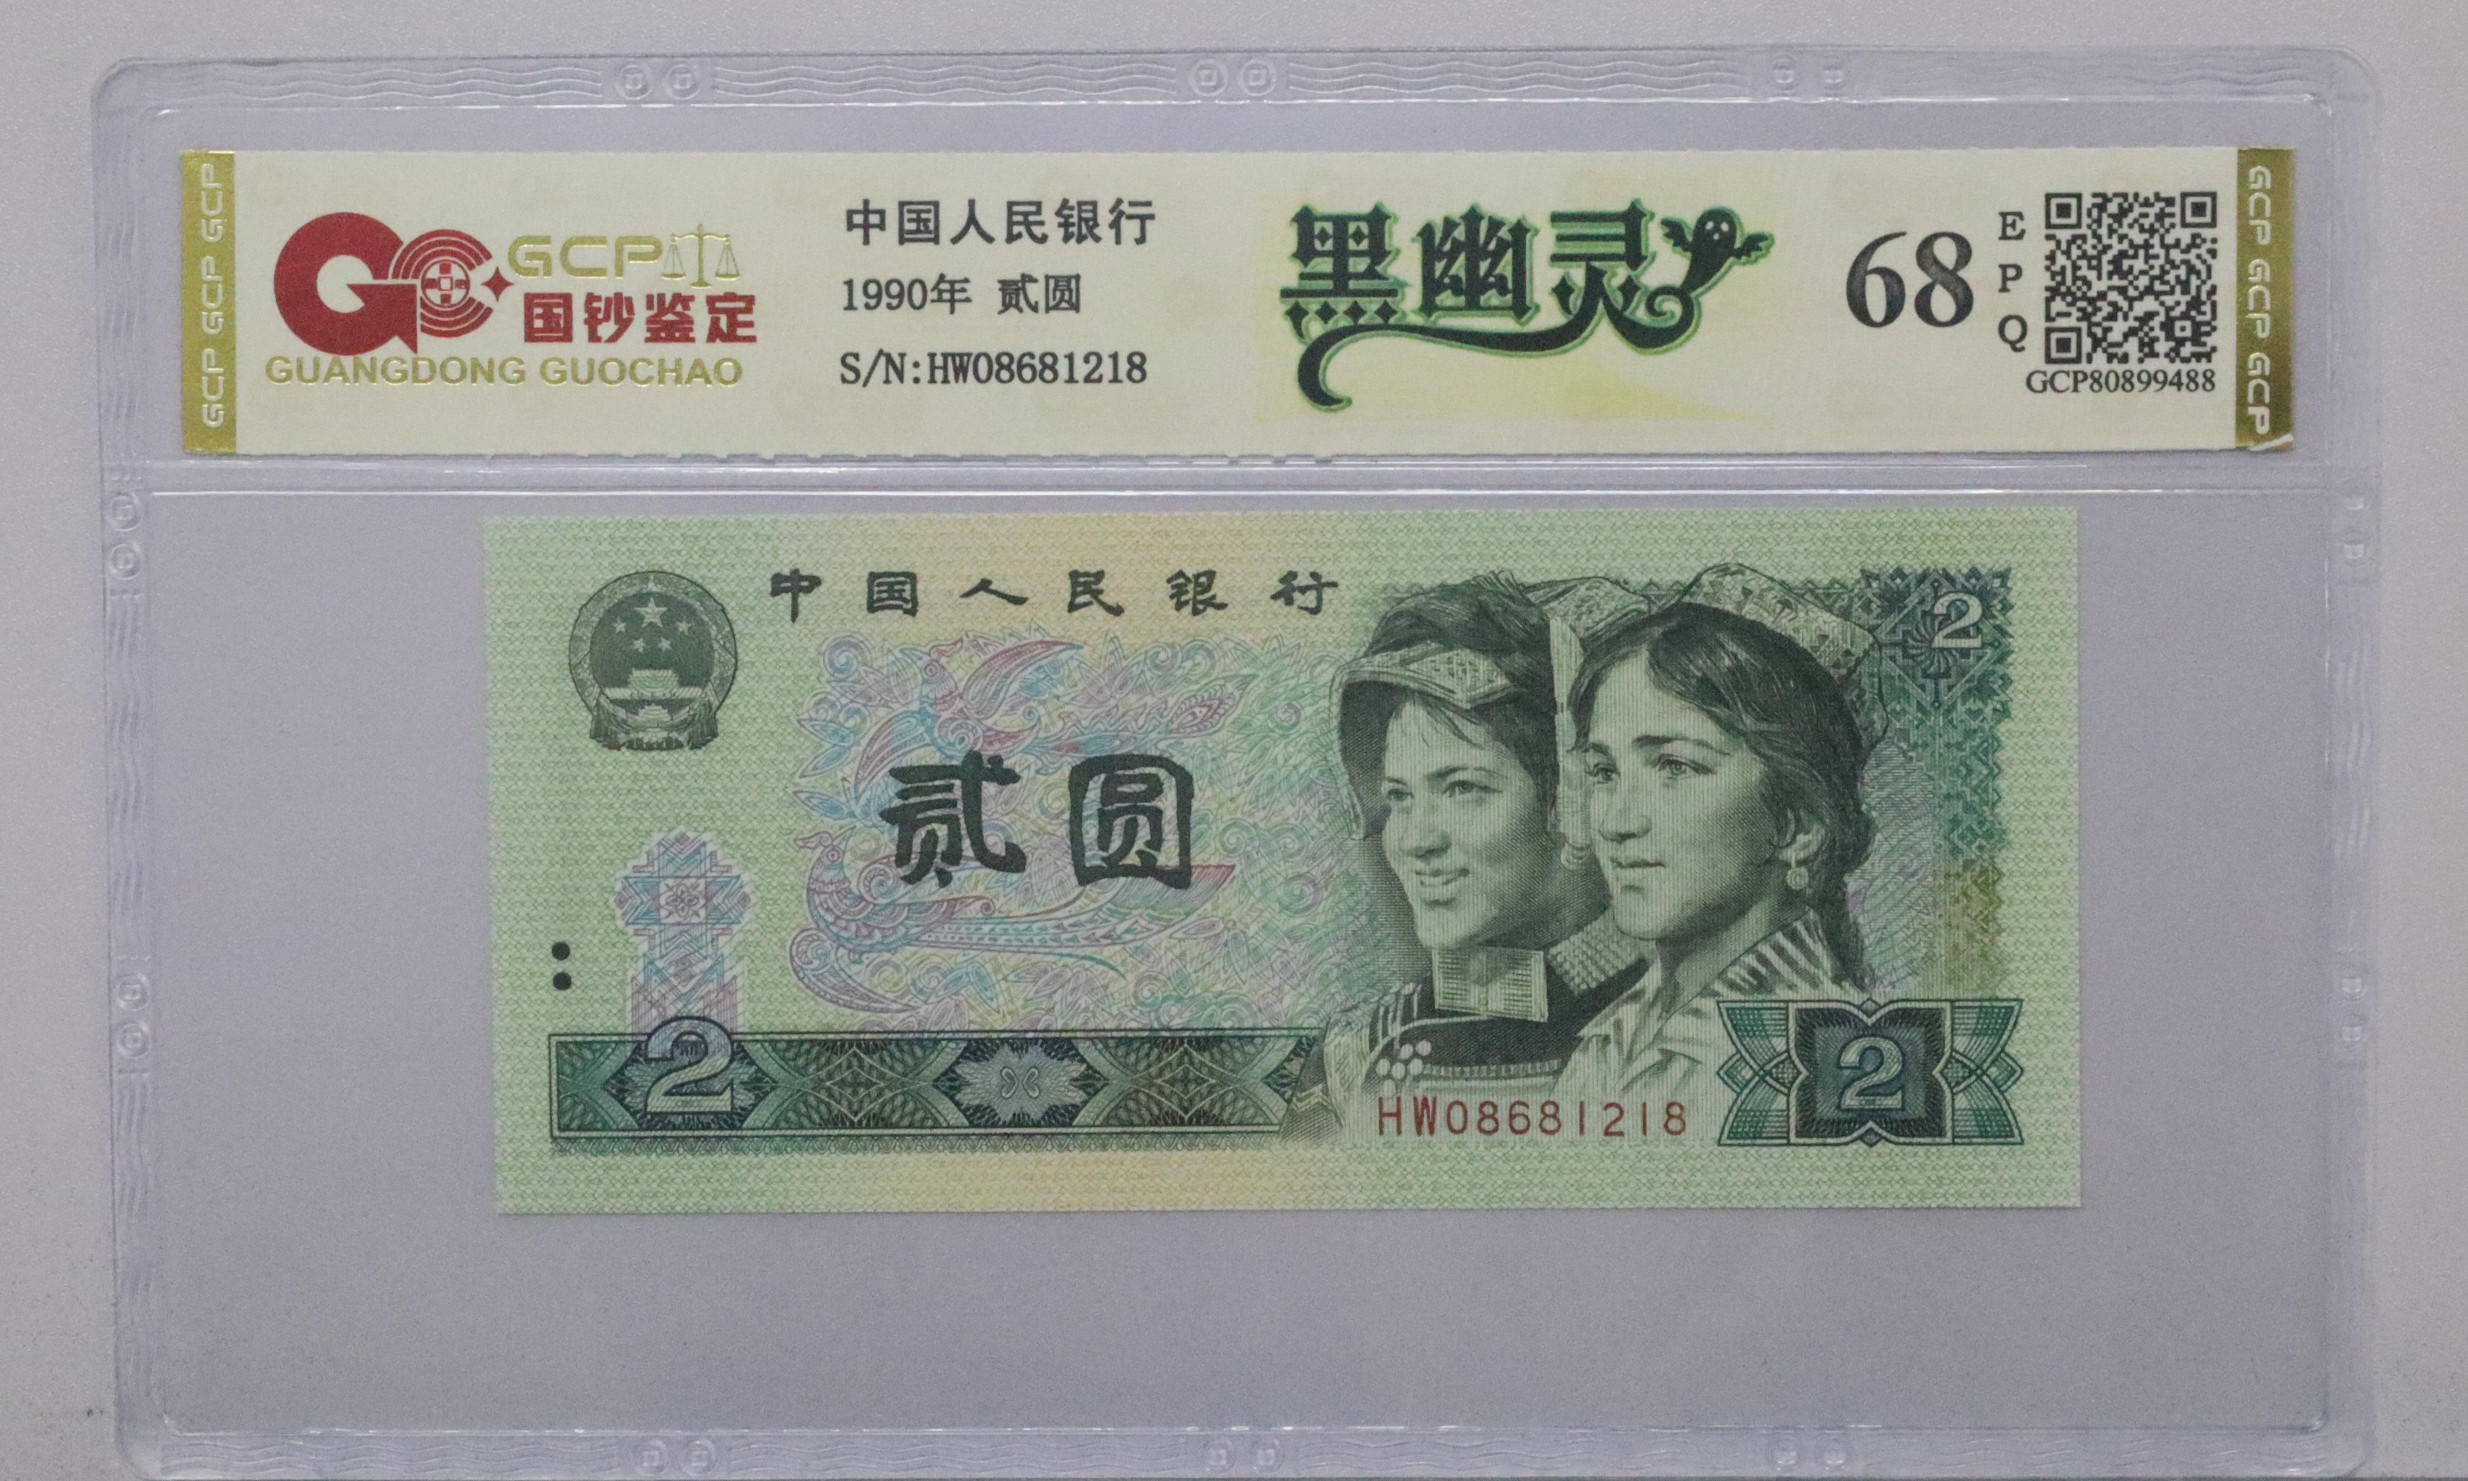 GCP GCP GCP
GCP
国钞鉴定
GUANGDONG GUOCHAO
中国人民银行
1990年 贰圆
S/N:HW08681218
黑幽灵
68
EPQ
GCP80899488
GCP GCP GCP
中国人民银行
2
贰圆
2
HW08681218
2